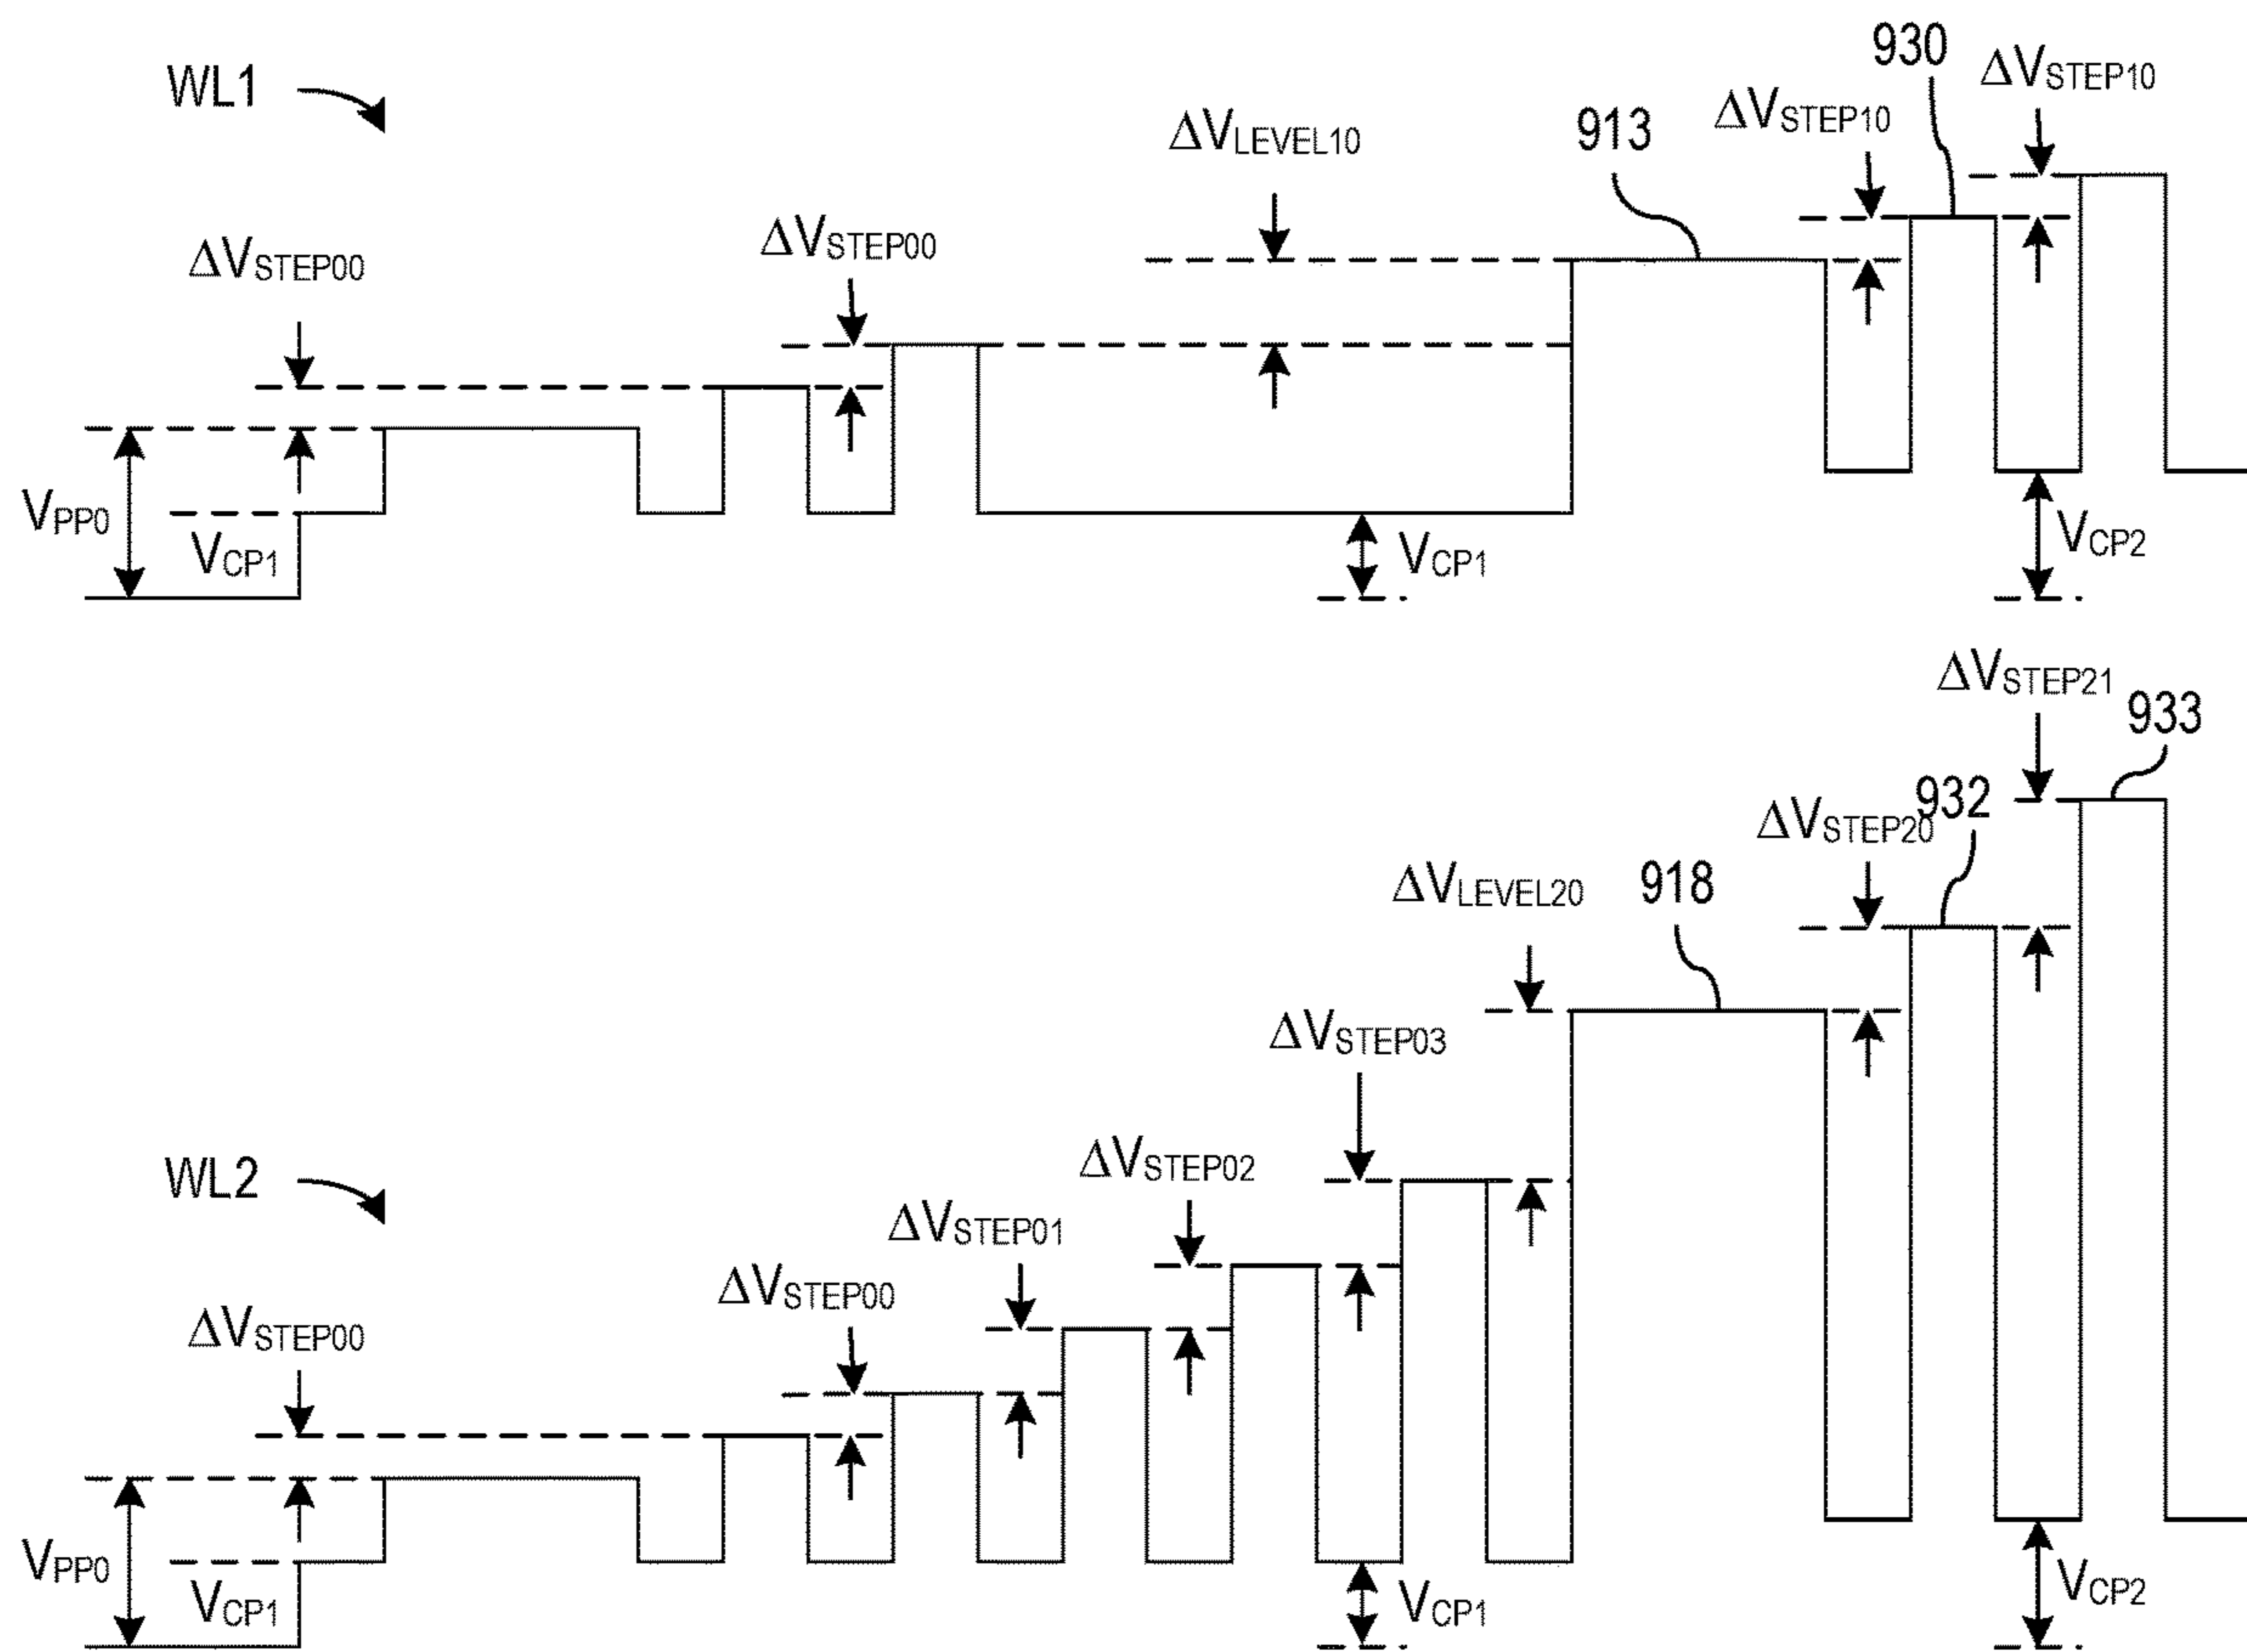 930
ΔVSTEP10
WL1
ΔVSTEP10
913
ΔVLEVEL10
ΔVSTEP00
ΔVSTEP00
VPP0
VCP1
VCP1
VCP2
ΔVSTEP21
933
932
ΔVSTEP20
918
ΔVLEVEL20
ΔVSTEP03
WL2
ΔVSTEP02
ΔVSTEP01
ΔVSTEP00
ΔVSTEP00
VPP0
VCP1
VCP1
VCP2